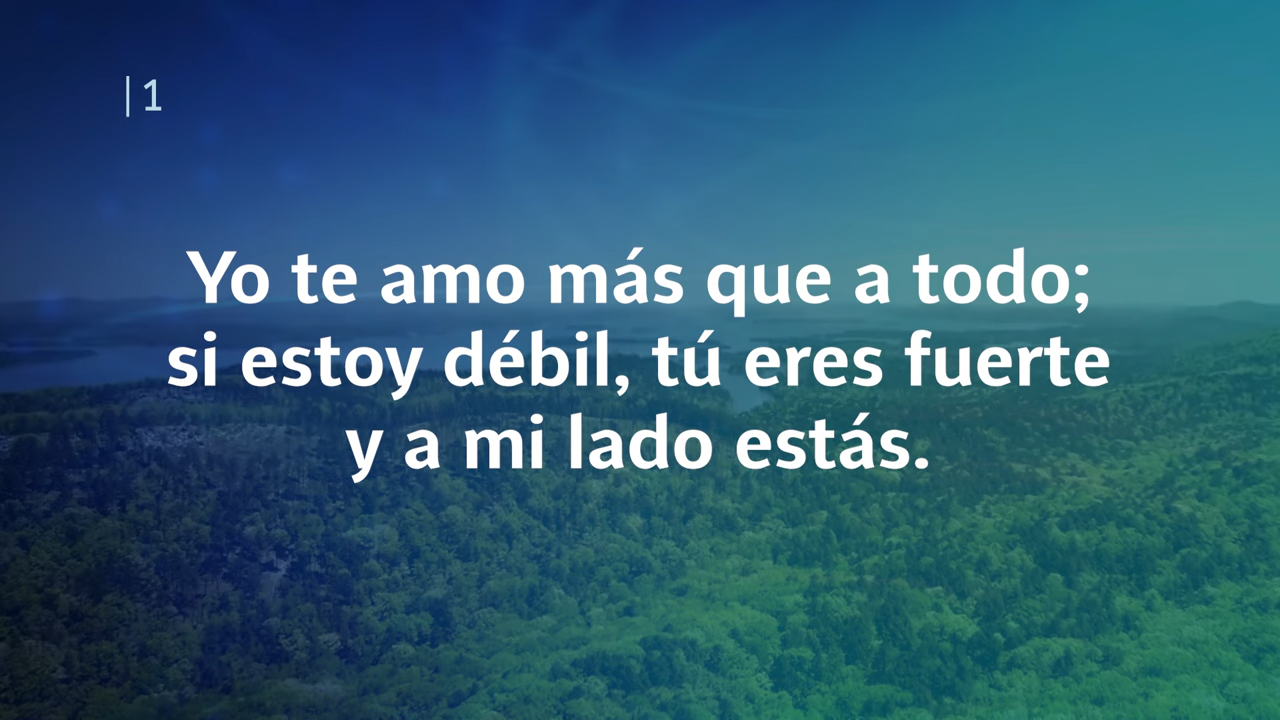 |1
Yo te amo más que a todo;
si estoy débil, tú eres fuerte
y a mi lado estás.